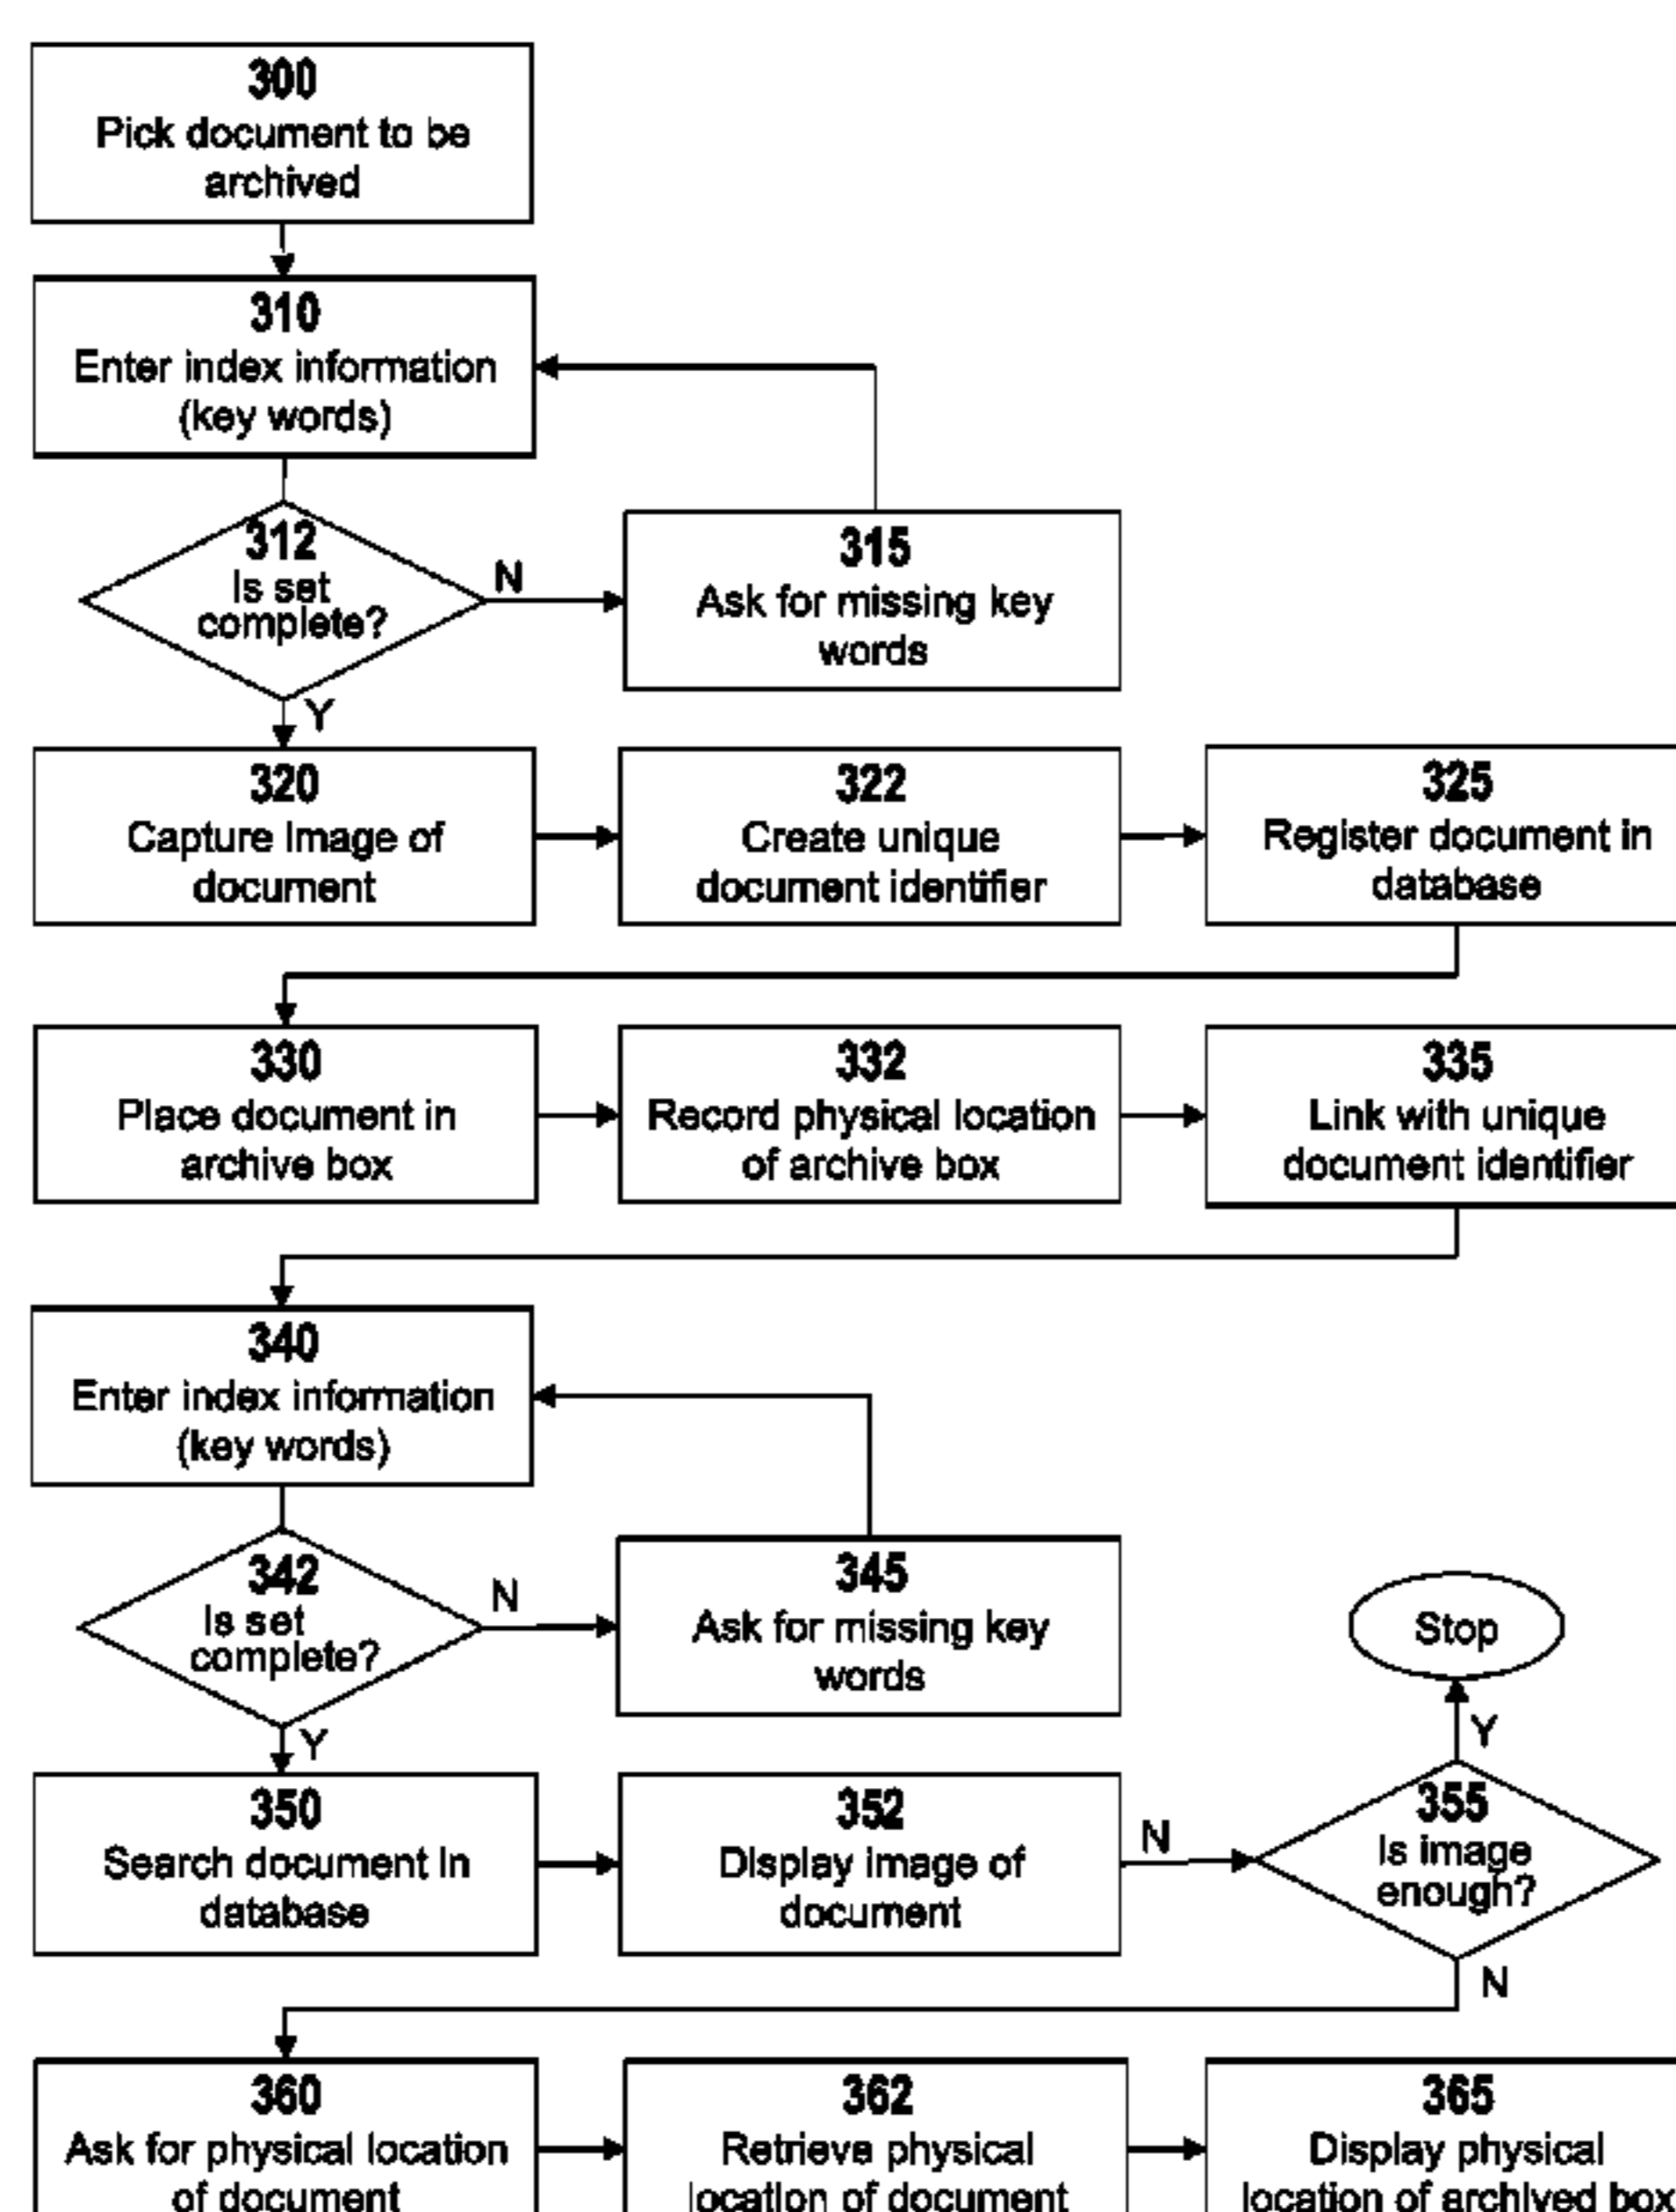 300
Pick document to be
archived
310
Enter index information
(key words)
312
Is set
complete?
N
315
Ask for missing key
words
Y
320
Capture image of
document
322
Create unique
document identifier
325
Register document in
database
330
Place document in
archive box
332
Record physical location
of archive box
335
Link with unique
document identifier
340
Enter index information
(key words)
342
Is set
complete?
N
345
Ask for missing key
words
Stop
Y
Y
350
Search document in
database
352
Display image of
document
N
355
Is image
enough?
N
360
Ask for physical location
of document
362
Retrieve physical
location of document
365
Display physical
location of archived box